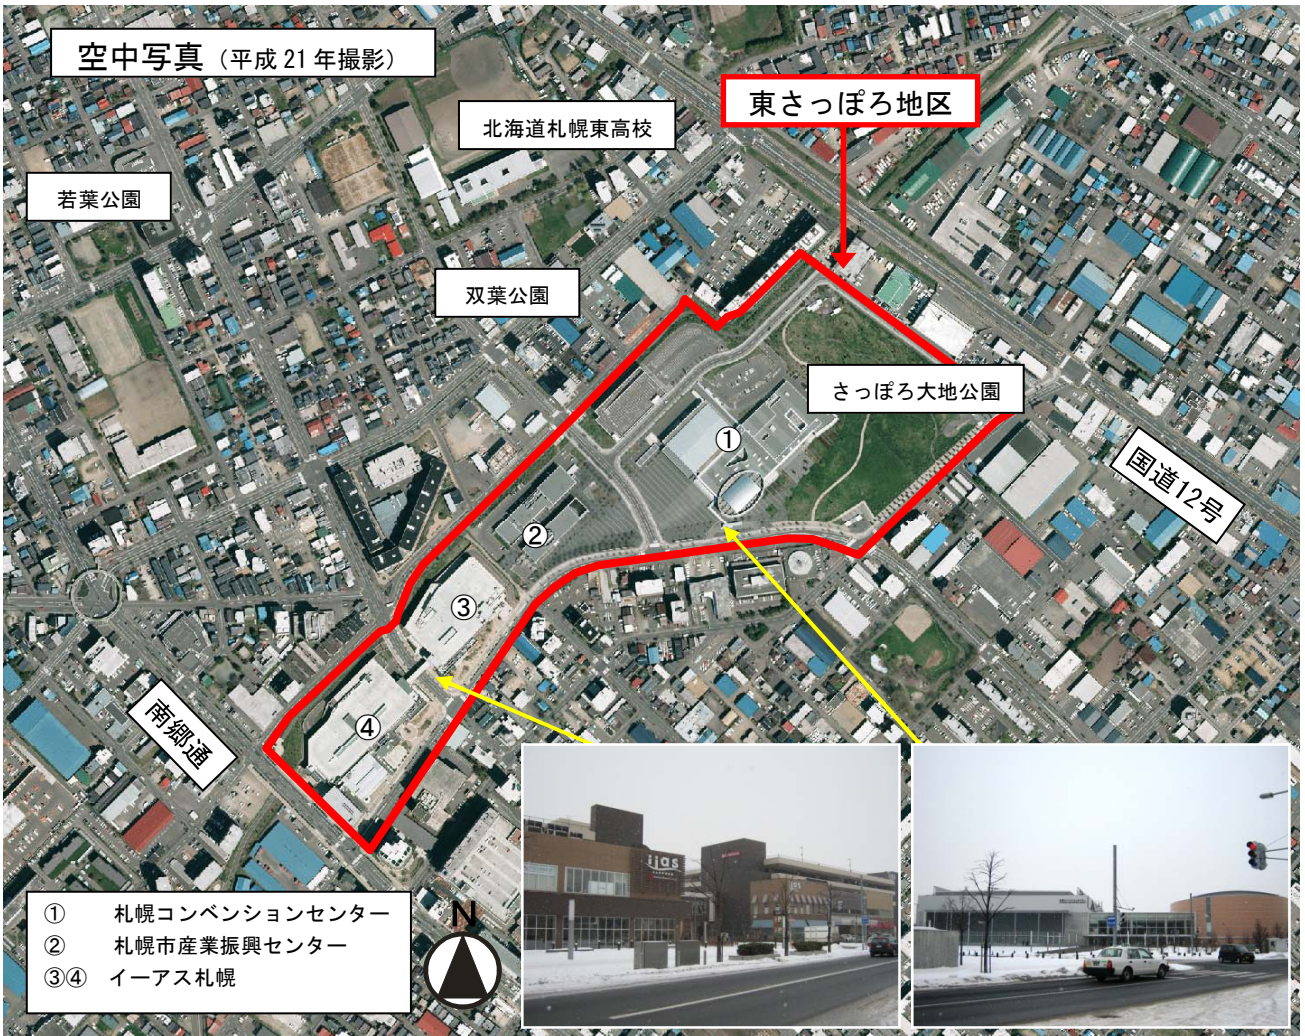 空中写真（平成 21 年撮影）
東さっぽろ地区
北海道札幌東高校
若葉公園
双葉公園
さっぽろ大地公園
①
国道12号
②
③
南郷通
④
ijas
① 札幌コンベンションセンター
② 札幌市産業振興センター
③④ イーアス札幌
N